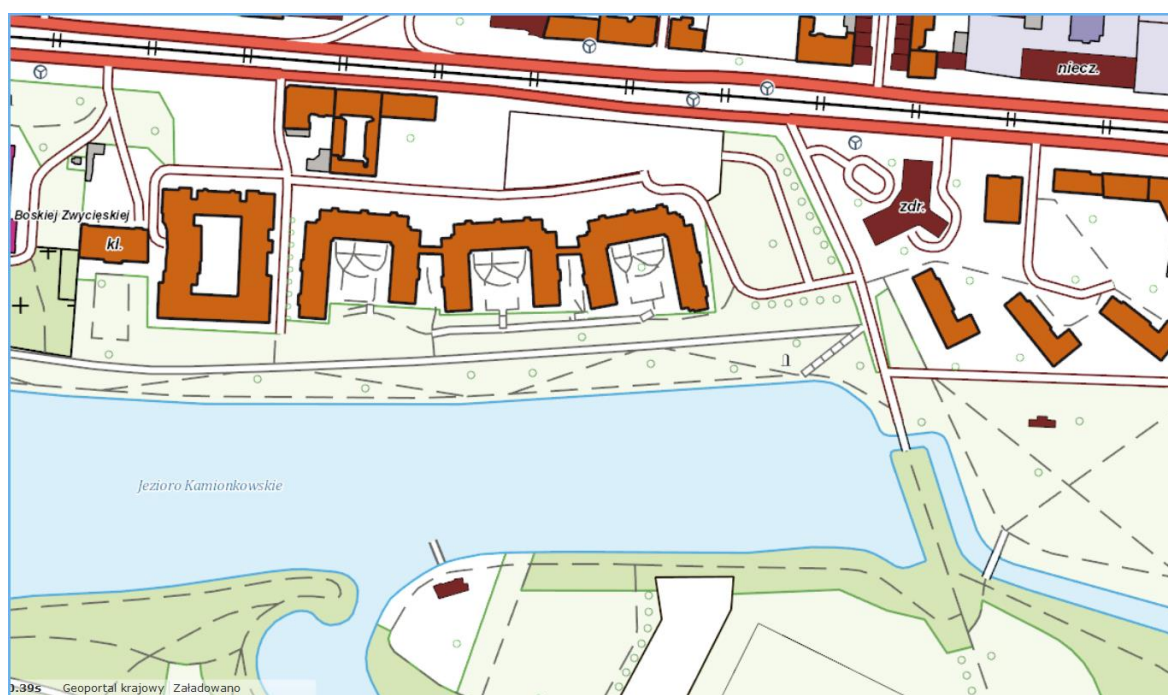 niecz.
Boskiej Zwycięskiej
zdr.
kl.
Jezioro Kamionkowskie
0.39s Geoportal krajowy Załadowano